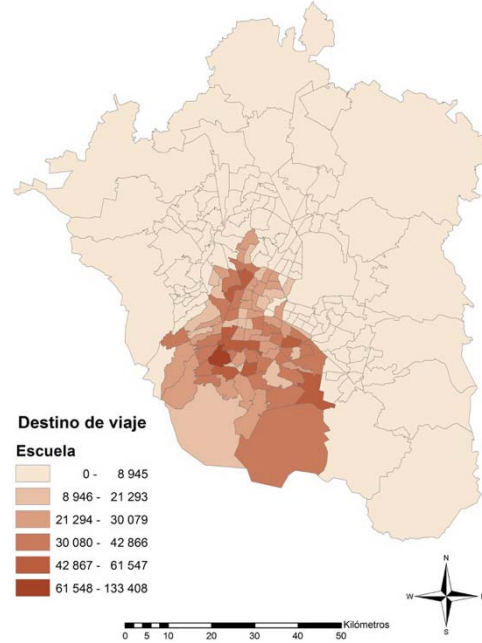 Destino de viaje
Escuela
0 - 8 945
8 946 - 21 293
21 294 - 30 079
30 080 - 42 866
42 867 - 61 547
61 548 - 133 408
N
W E
S
Kilómetros
0 5 10 20 30 40 50